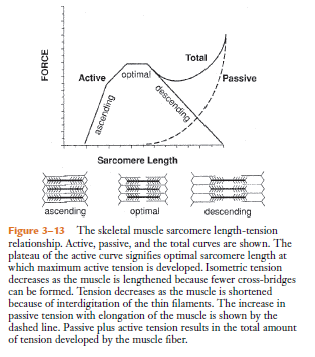 FORCE
Total
Active
optimal
Passive
ascending
descending
Sarcomere Length
ascending
optimal
descending
Figure 3–13 The skeletal muscle sarcomere length-tension
relationship. Active, passive, and the total curves are shown. The
plateau of the active curve signifies optimal sarcomere length at
which maximum active tension is developed. Isometric tension
decreases as the muscle is lengthened because fewer cross-bridges
can be formed. Tension decreases as the muscle is shortened
because of interdigitation of the thin filaments. The increase in
passive tension with elongation of the muscle is shown by the
dashed line. Passive plus active tension results in the total amount
of tension developed by the muscle fiber.